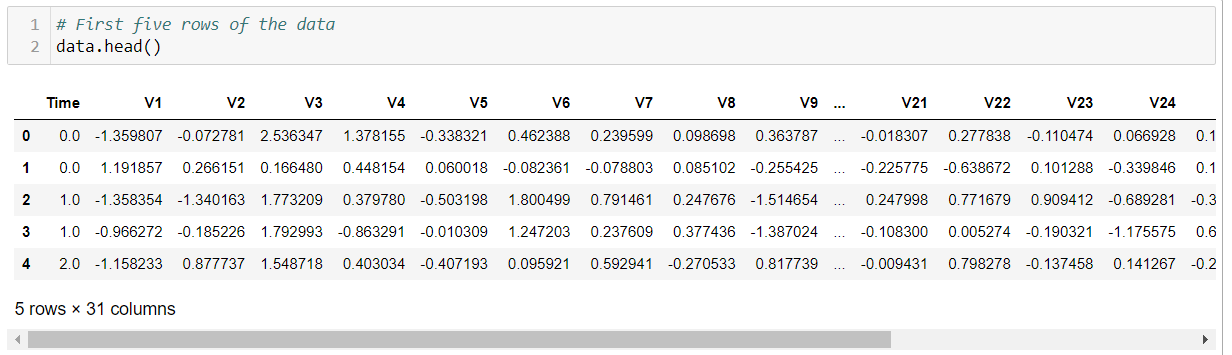 1 # First five rows of the data
2 data.head()
Time V1 V2 V3 V4 V5 V6 V7 V8 V9 ... V21 V22 V23 V24
0 0.0 -1.359807 -0.072781 2.536347 1.378155 -0.338321 0.462388 0.239599 0.098698 0.363787 ... -0.018307 0.277838 -0.110474 0.066928 0.1
1 0.0 1.191857 0.266151 0.166480 0.448154 0.060018 -0.082361 -0.078803 0.085102 -0.255425 ... -0.225775 -0.638672 0.101288 -0.339846 0.1
2 1.0 -1.358354 -1.340163 1.773209 0.379780 -0.503198 1.800499 0.791461 0.247676 -1.514654 ... 0.247998 0.771679 0.909412 -0.689281 -0.3
3 1.0 -0.966272 -0.185226 1.792993 -0.863291 -0.010309 1.247203 0.237609 0.377436 -1.387024 ... -0.108300 0.005274 -0.190321 -1.175575 0.6
4 2.0 -1.158233 0.877737 1.548718 0.403034 -0.407193 0.095921 0.592941 -0.270533 0.817739 ... -0.009431 0.798278 -0.137458 0.141267 -0.2
5 rows × 31 columns